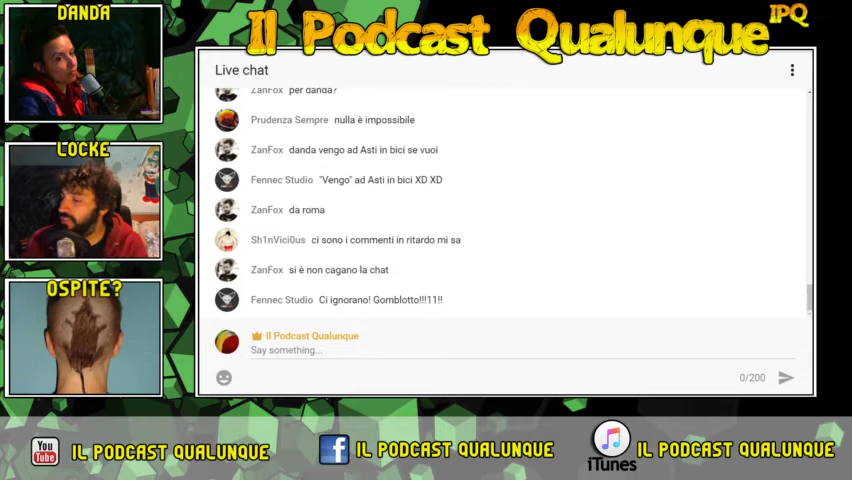 DANDA
Il Podcast Qualunque IPQ
Live chat
ZanFox per danda?
Prudenza Sempre nulla è impossibile
LOCKE
ZanFox danda vengo ad Asti in bici se vuoi
Fennec Studio "Vengo" ad Asti in bici XD XD
ZanFox da roma
Sh1nVici0us ci sono i commenti in ritardo mi sa
ZanFox si è non cagano la chat
OSPITE?
Fennec Studio Ci ignorano! Gomblotto!!!11!!
Il Podcast Qualunque
Say something...
0/200
You Tube IL PODCAST QUALUNQUE
f IL PODCAST QUALUNQUE
iTunes IL PODCAST QUALUNQUE